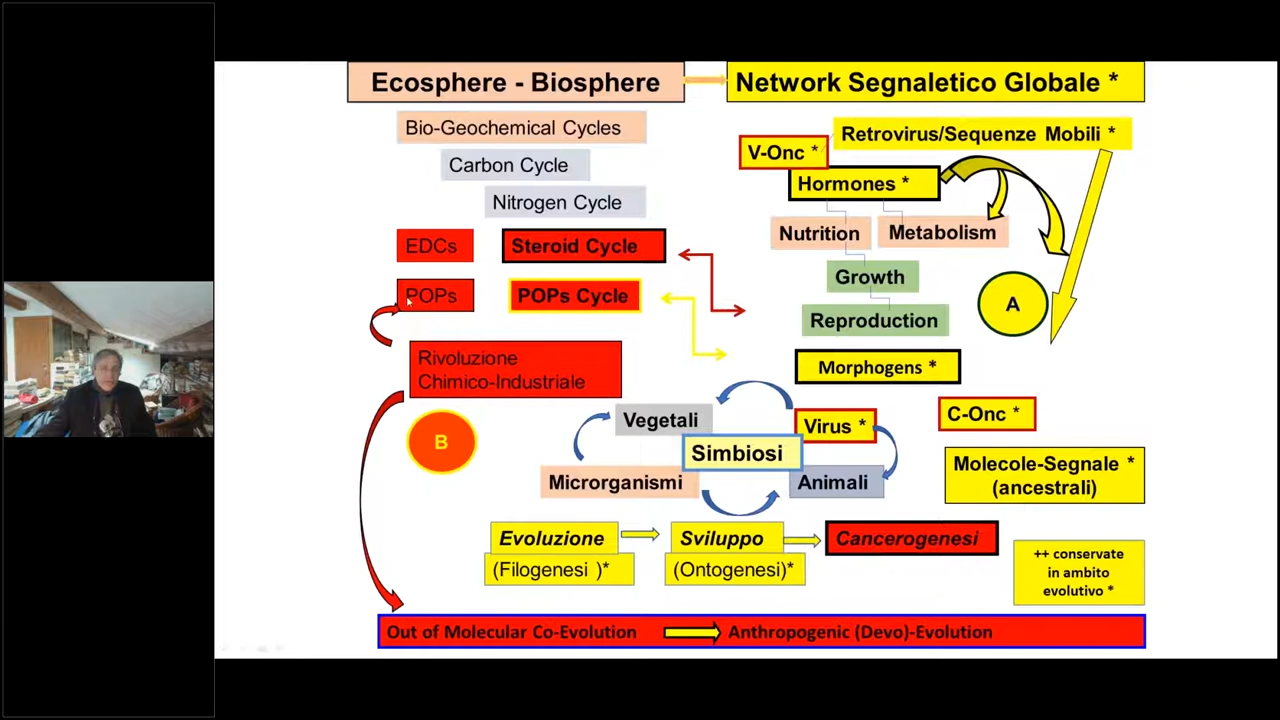 Ecosphere - Biosphere
Network Segnaletico Globale *
Bio-Geochemical Cycles
Carbon Cycle
Nitrogen Cycle
EDCs
Steroid Cycle
POPs
POPs Cycle
Rivoluzione
Chimico-Industriale
B
Retrovirus/Sequenze Mobili *
V-Onc *
Hormones *
Nutrition
Metabolism
Growth
Reproduction
A
Morphogens *
Vegetali
Virus *
C-Onc *
Simbiosi
Microrganismi
Animali
Molecole-Segnale *
(ancestrali)
Evoluzione
(Filogenesi )*
Sviluppo
(Ontogenesi)*
Cancerogenesi
++ conservate
in ambito
evolutivo *
Out of Molecular Co-Evolution
Anthropogenic (Devo)-Evolution